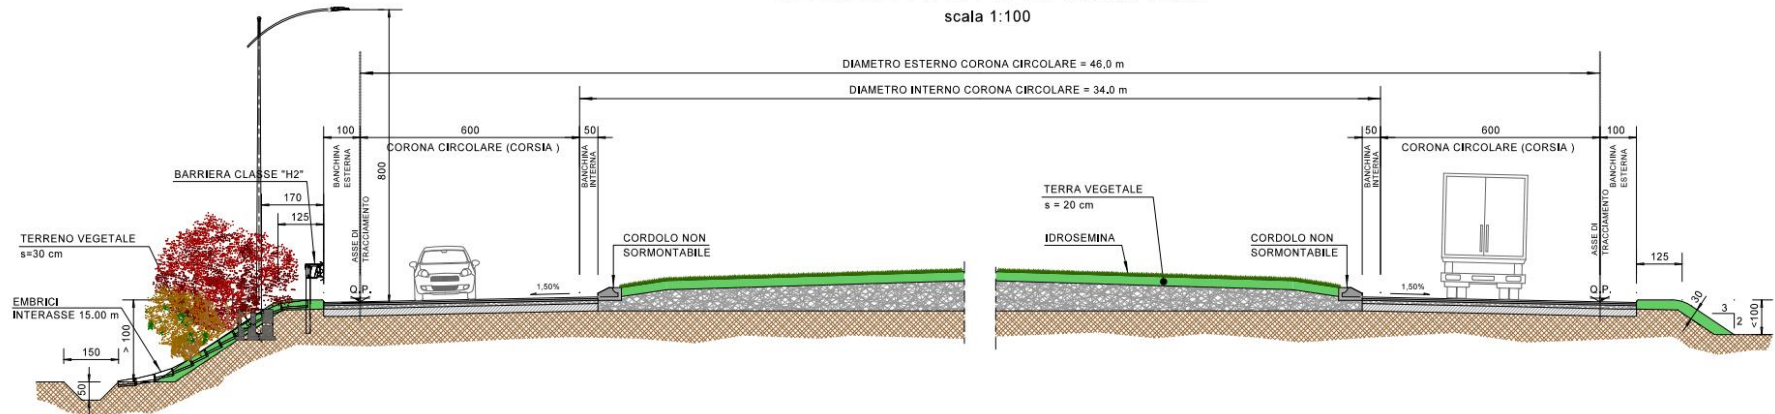 scala 1:100
DIAMETRO ESTERNO CORONA CIRCOLARE = 46,0 m
DIAMETRO INTERNO CORONA CIRCOLARE = 34.0 m
100
600
50
50
600
100
CORONA CIRCOLARE (CORSIA )
CORONA CIRCOLARE (CORSIA )
800
BANCHINA
ESTERNA
BANCHINA
INTERNA
BANCHINA
INTERNA
BANCHINA
ESTERNA
BARRIERA CLASSE "H2"
170
125
ASSE DI
TRACCIAMENTO
ASSE DI
TRACCIAMENTO
TERRA VEGETALE
s = 20 cm
TERRENO VEGETALE
s=30 cm
CORDOLO NON
SORMONTABILE
IDROSEMINA
CORDOLO NON
SORMONTABILE
125
Q.P.
1,50%
1,50%
Q.P.
EMBRICI
INTERASSE 15.00 m
150
50
30
3
2
<100